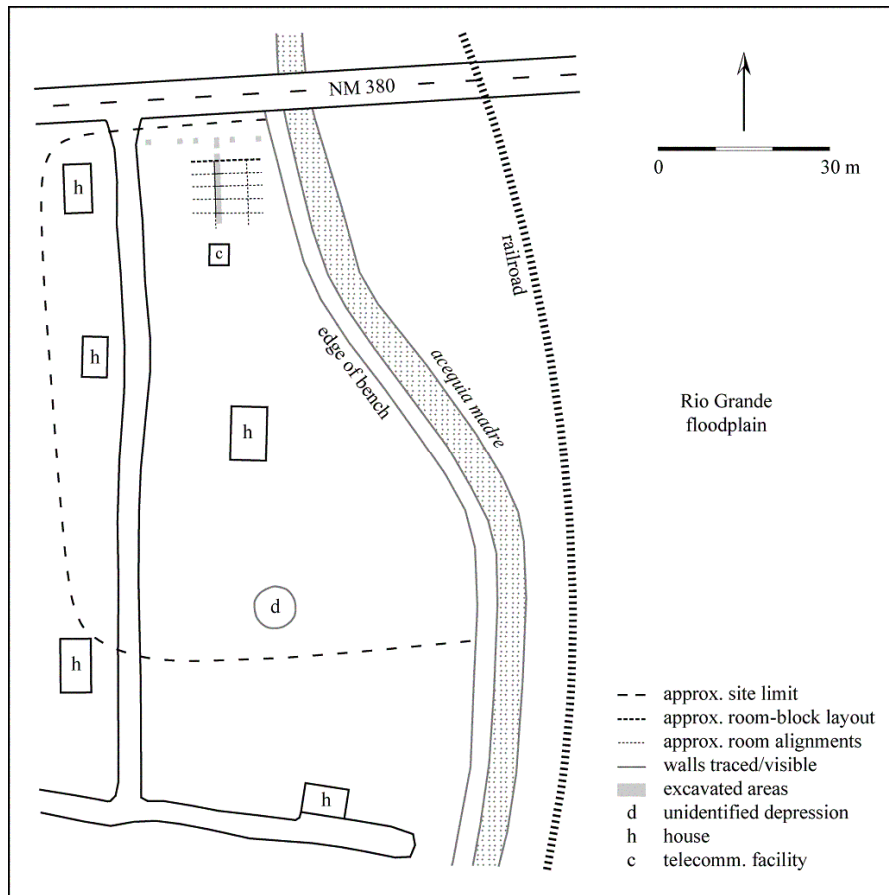 NM 380
0 30 m
h
railroad
c
h
edge of bench
acequia madre
h
Rio Grande
floodplain
d
h
h
approx. site limit
approx. room-block layout
approx. room alignments
walls traced/visible
excavated areas
d unidentified depression
h house
c telecomm. facility